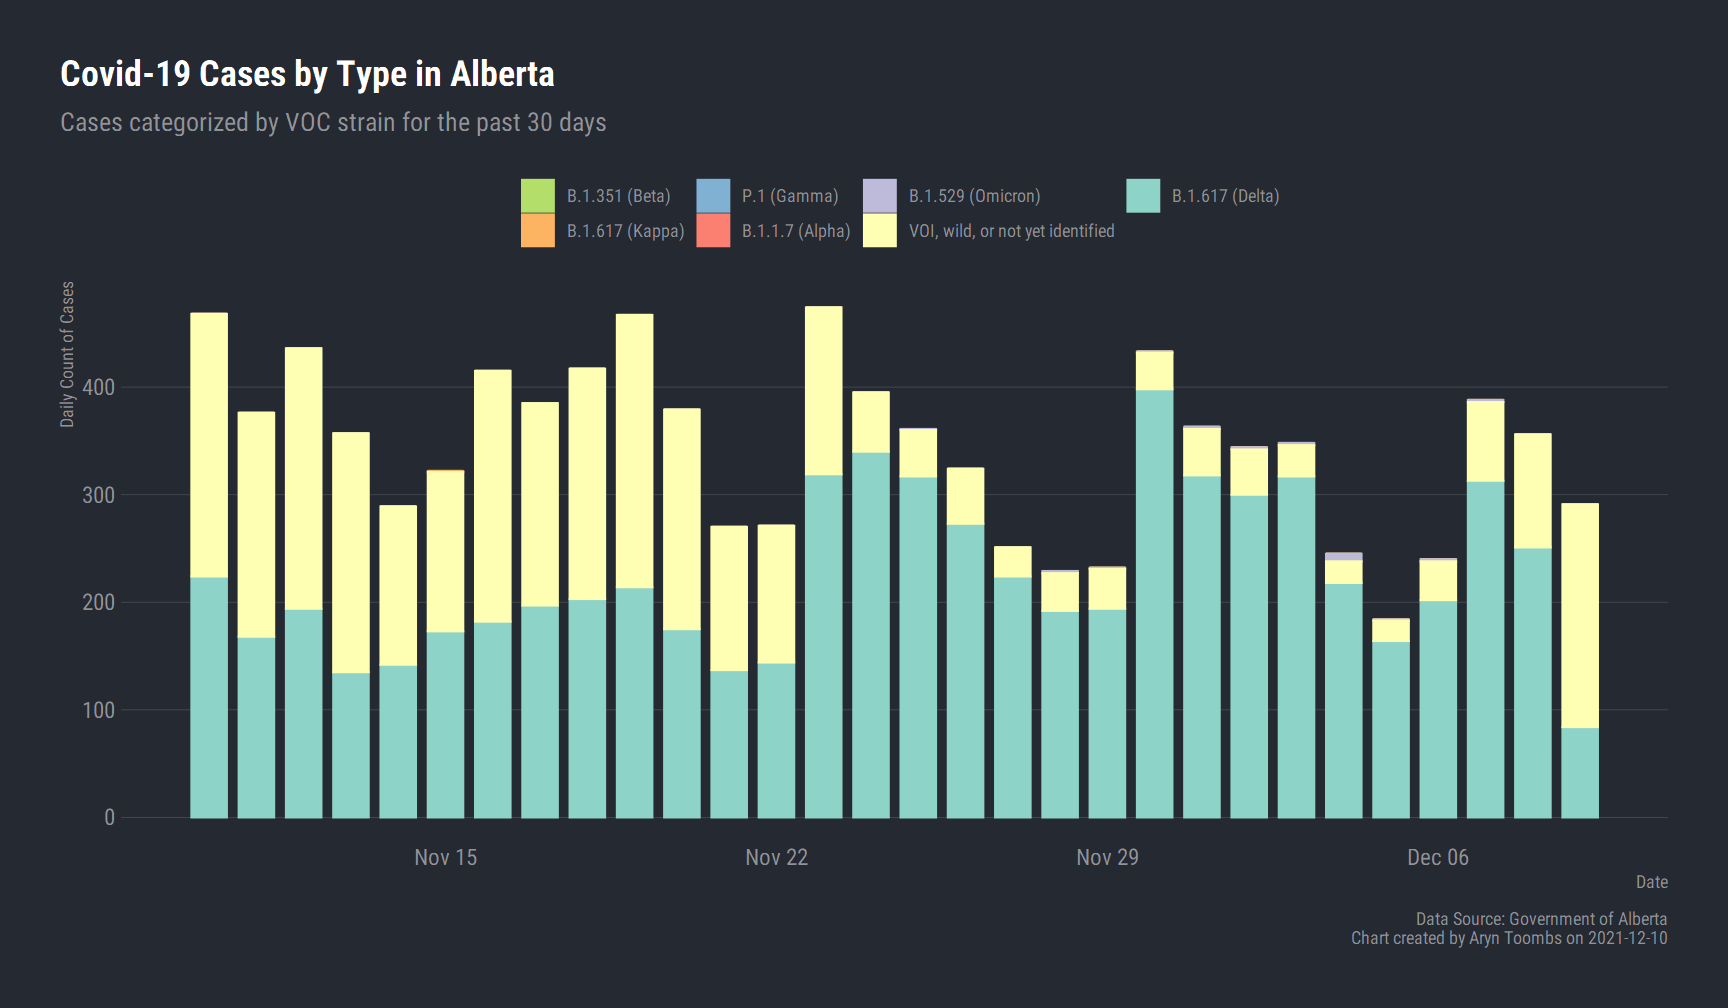 Covid-19 Cases by Type in Alberta
Cases categorized by VOC strain for the past 30 days
B.1.351 (Beta)
P.1 (Gamma)
B.1.529 (Omicron)
B.1.617 (Delta)
B.1.617 (Kappa)
B.1.1.7 (Alpha)
VOI, wild, or not yet identified
Daily Count of Cases
400
300
200
100
0
Nov 15
Nov 22
Nov 29
Dec 06
Date
Data Source: Government of Alberta
Chart created by Aryn Toombs on 2021-12-10